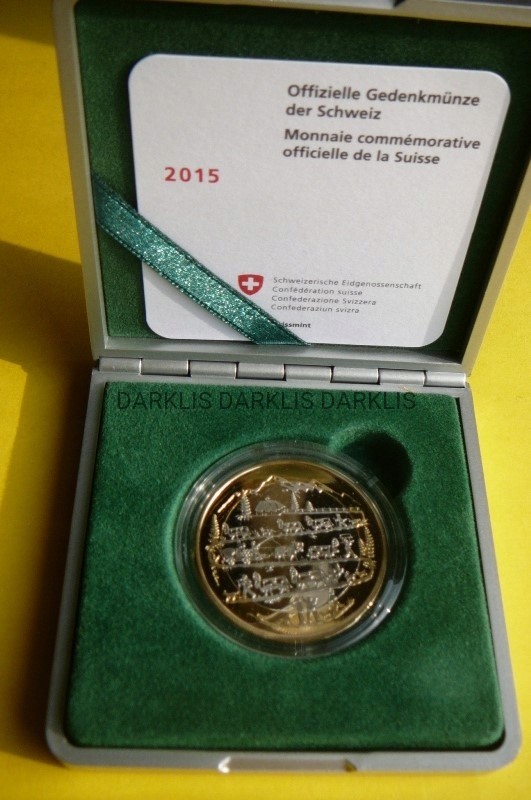 Offizielle Gedenkmünze
der Schweiz
Monnaie commémorative
officielle de la Suisse
2015
Schweizerische Eidgenossenschaft
Confédération suisse
Confederazione Svizzera
Confederaziun svizra
issmint
DARKLIS DARKLIS DARKLIS